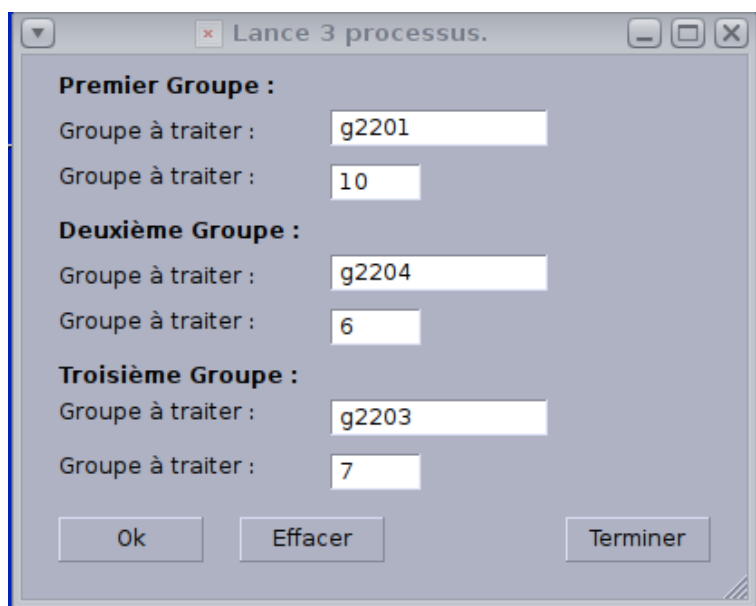 Lance 3 processus.
Premier Groupe :
Groupe à traiter : g2201
Groupe à traiter : 10
Deuxième Groupe :
Groupe à traiter : g2204
Groupe à traiter : 6
Troisième Groupe :
Groupe à traiter : g2203
Groupe à traiter : 7
Ok Effacer Terminer